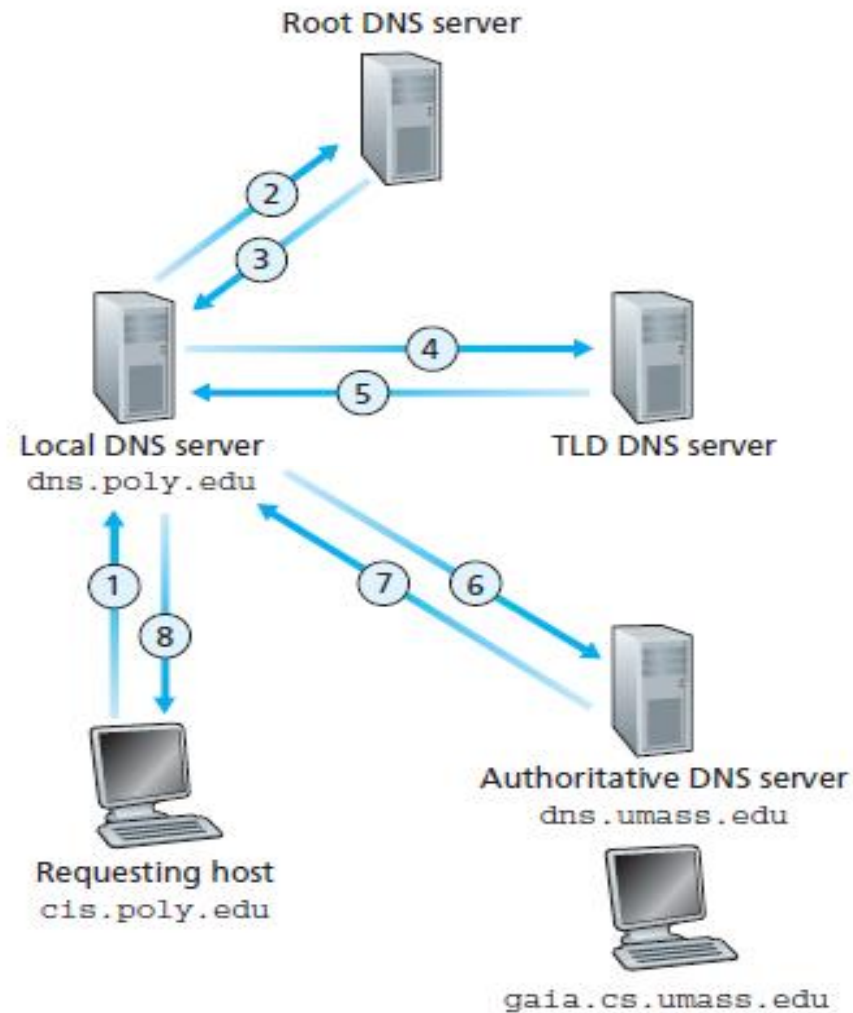 Root DNS server
2
3
4
5
Local DNS server
dns.poly.edu
TLD DNS server
1
8
7
6
Requesting host
cis.poly.edu
Authoritative DNS server
dns.umass.edu
gaia.cs.umass.edu